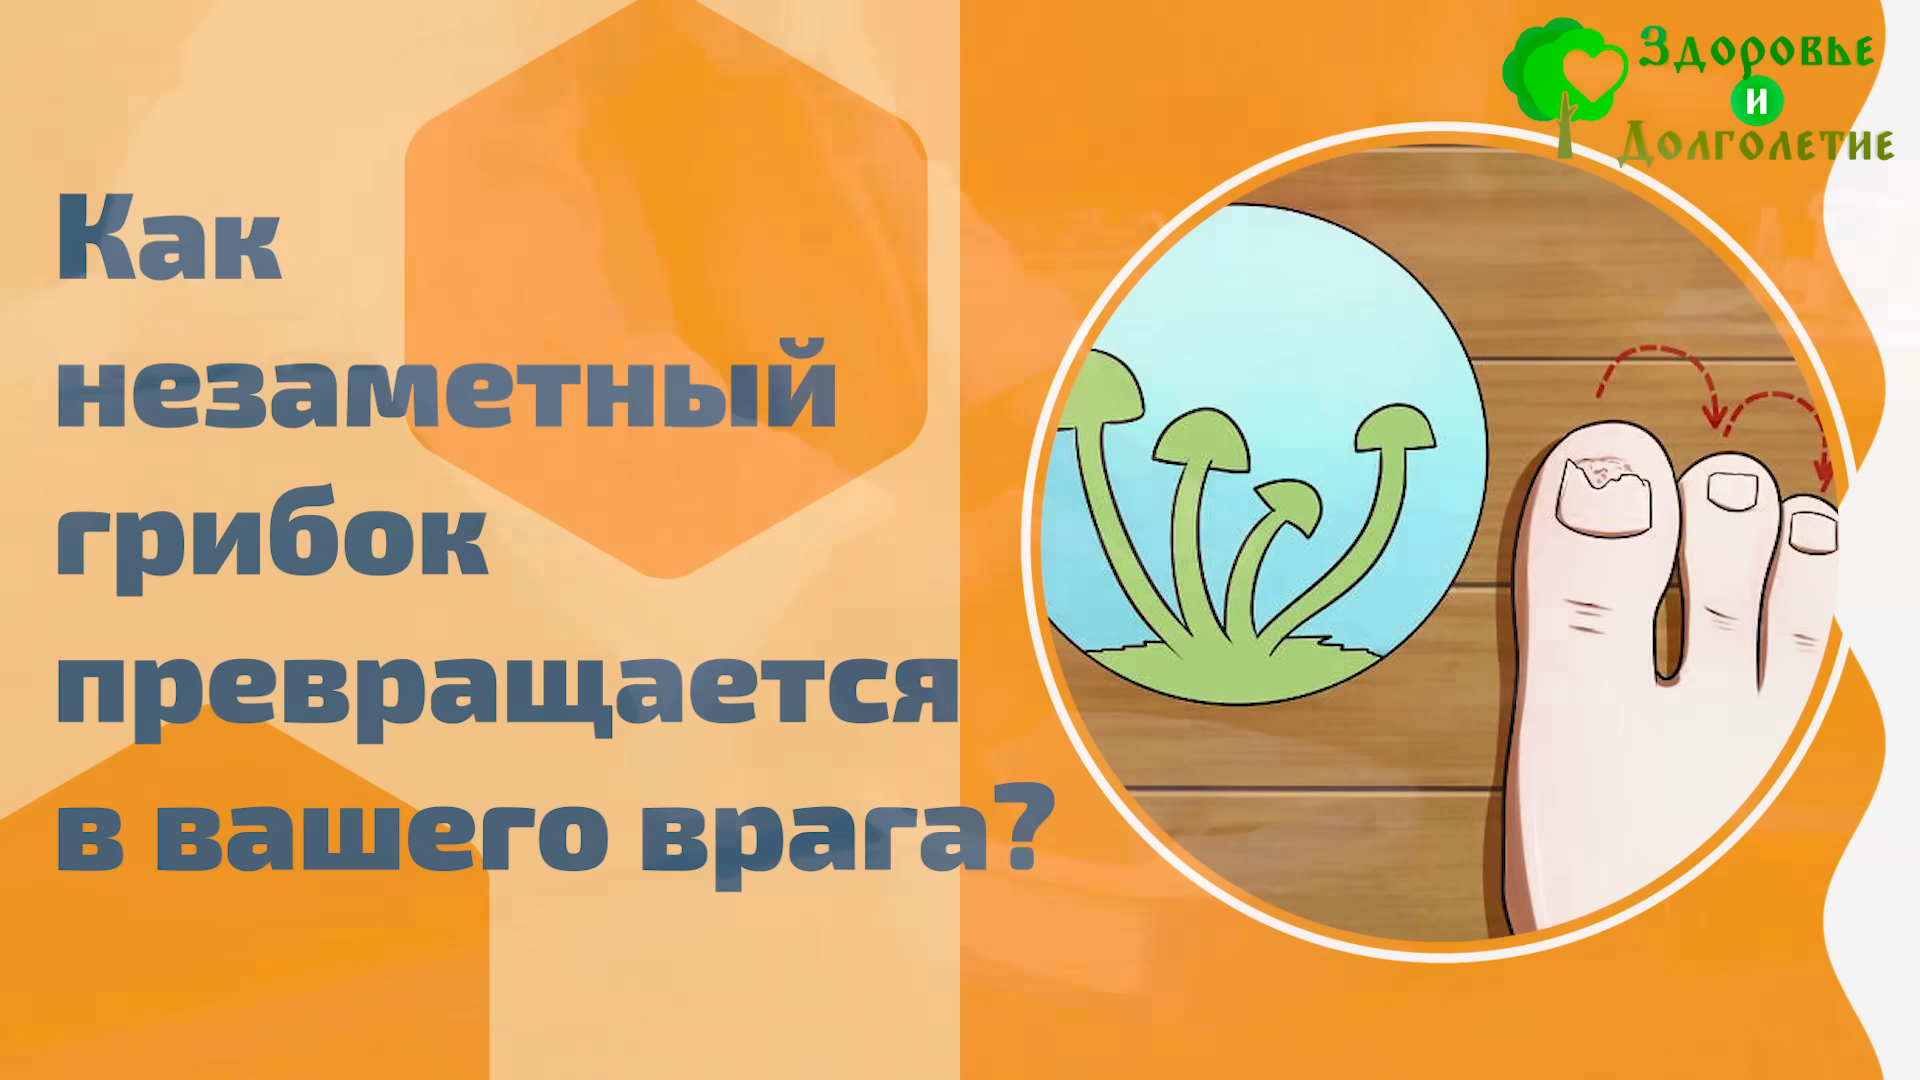 Как
незаметный
грибок
превращается
в вашего врага?
Здоровье
и
Долголетие